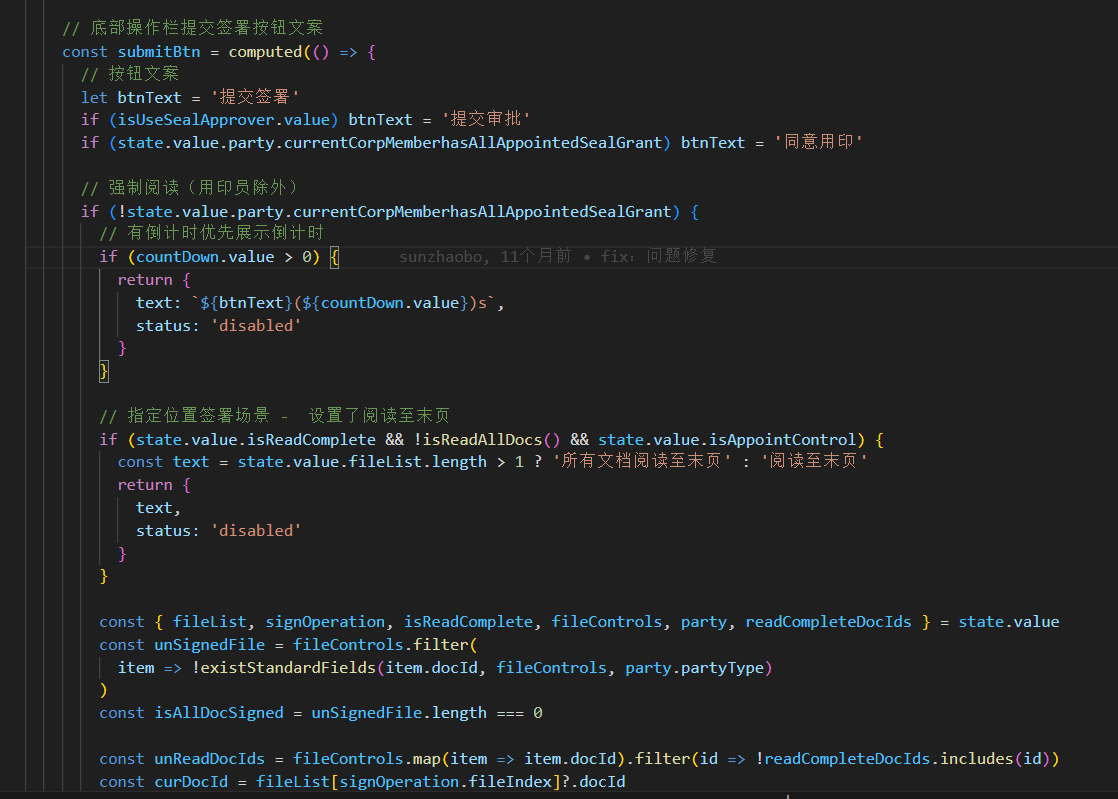 // 底部操作栏提交签署按钮文案
const submitBtn = computed(() => {
// 按钮文案
let btnText = '提交签署'
if (isUseSealApprover.value) btnText = '提交审批'
if (state.value.party.currentCorpMemberhasAllAppointedSealGrant) btnText = '同意用印'
// 强制阅读（用印员除外）
if (!state.value.party.currentCorpMemberhasAllAppointedSealGrant) {
// 有倒计时优先展示倒计时
if (countDown.value > 0) { sunzhaobo, 11个月前 • fix: 问题修复
return {
text: `${btnText}(${countDown.value})s`,
status: 'disabled'
}
}
// 指定位置签署场景 - 设置了阅读至末页
if (state.value.isReadComplete && !isReadAllDocs() && state.value.isAppointControl) {
const text = state.value.fileList.length > 1 ? '所有文档阅读至末页' : '阅读至末页'
return {
text,
status: 'disabled'
}
}
const { fileList, signOperation, isReadComplete, fileControls, party, readCompleteDocIds } = state.value
const unSignedFile = fileControls.filter(
item => !existStandardFields(item.docId, fileControls, party.partyType)
)
const isAllDocSigned = unSignedFile.length === 0
const unReadDocIds = fileControls.map(item => item.docId).filter(id => !readCompleteDocIds.includes(id))
const curDocId = fileList[signOperation.fileIndex]?.docId